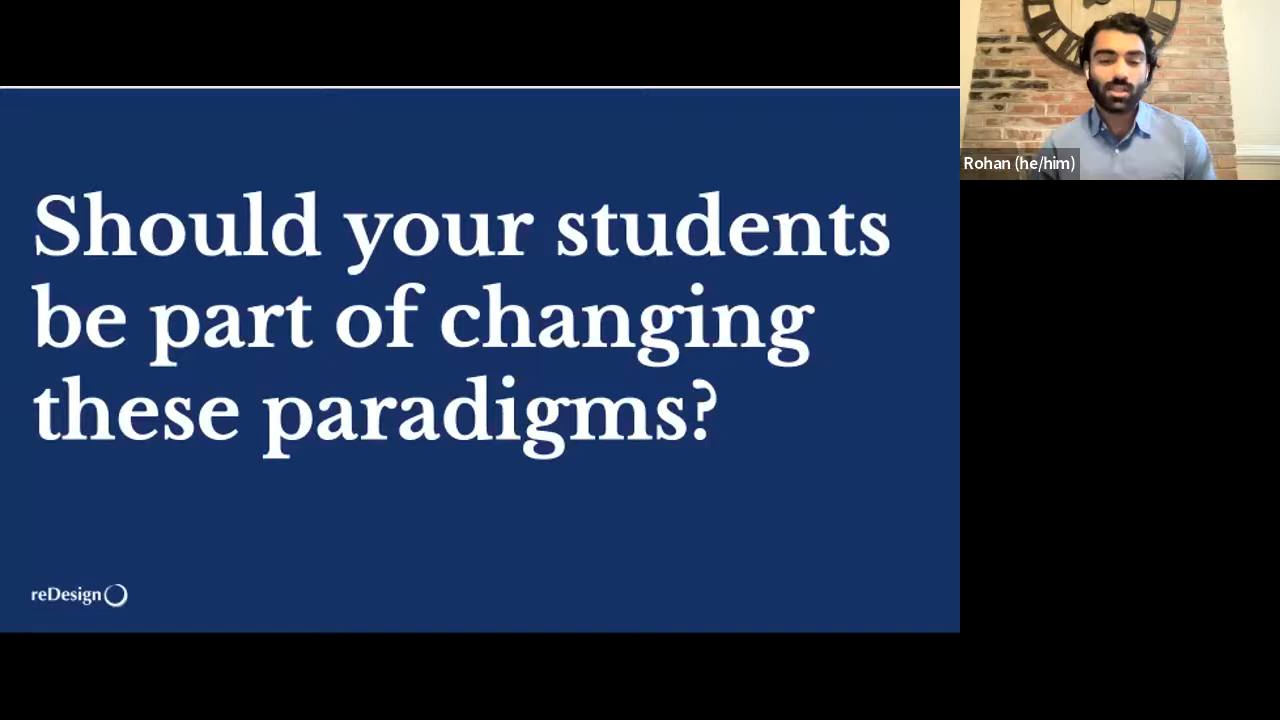 Should your students
be part of changing
these paradigms?
reDesign
Rohan (he/him)